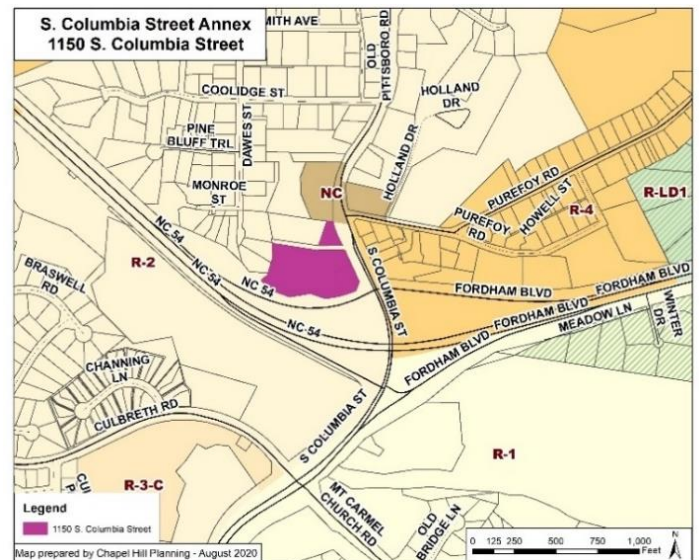 S. Columbia Street Annex
1150 S. Columbia Street
MITH AVE
OLD
PITTSBORO RD
COOLIDGE ST
HOLLAND
DR
DAWES ST
PINE
BLUFF TRL
HOLLAND DR
MONROE
ST
NC
PUREFOY RD
HOWELL ST
R-LD1
PUREFOY
RD
R-4
NC 54
R-2
NC 54
NC 54
S COLUMBIA ST
FORDHAM BLVD
FORDHAM BLVD
FORDHAM BLVD
BRASWELL
RD
NC 54
MEADOW LN
WINTER
DR
FORDHAM BLVD
CHANNING
LN
CULBRETH RD
S COLUMBIA ST
R-1
R-3-C
MT CARMEL
CHURCH RD
OLD
BRIDGE LN
Legend
1150 S. Columbia Street
0 125 250 500 750 1,000
Feet
N
Map prepared by Chapel Hill Planning - August 2020